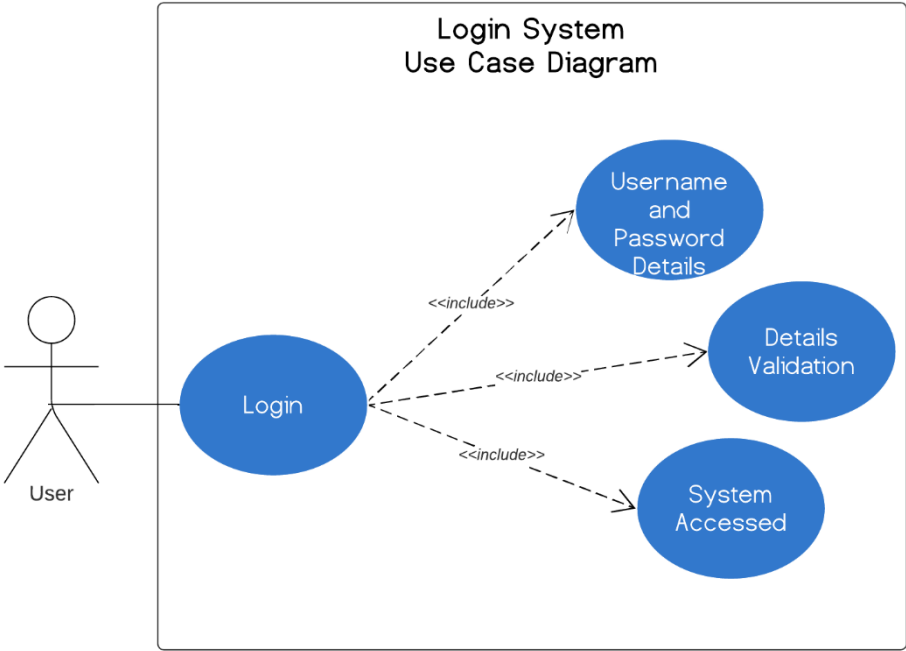 Login System
Use Case Diagram
Username
and
Password
Details
<<include>>
Details
Validation
<<include>>
Login
<<include>>
System
Accessed
User